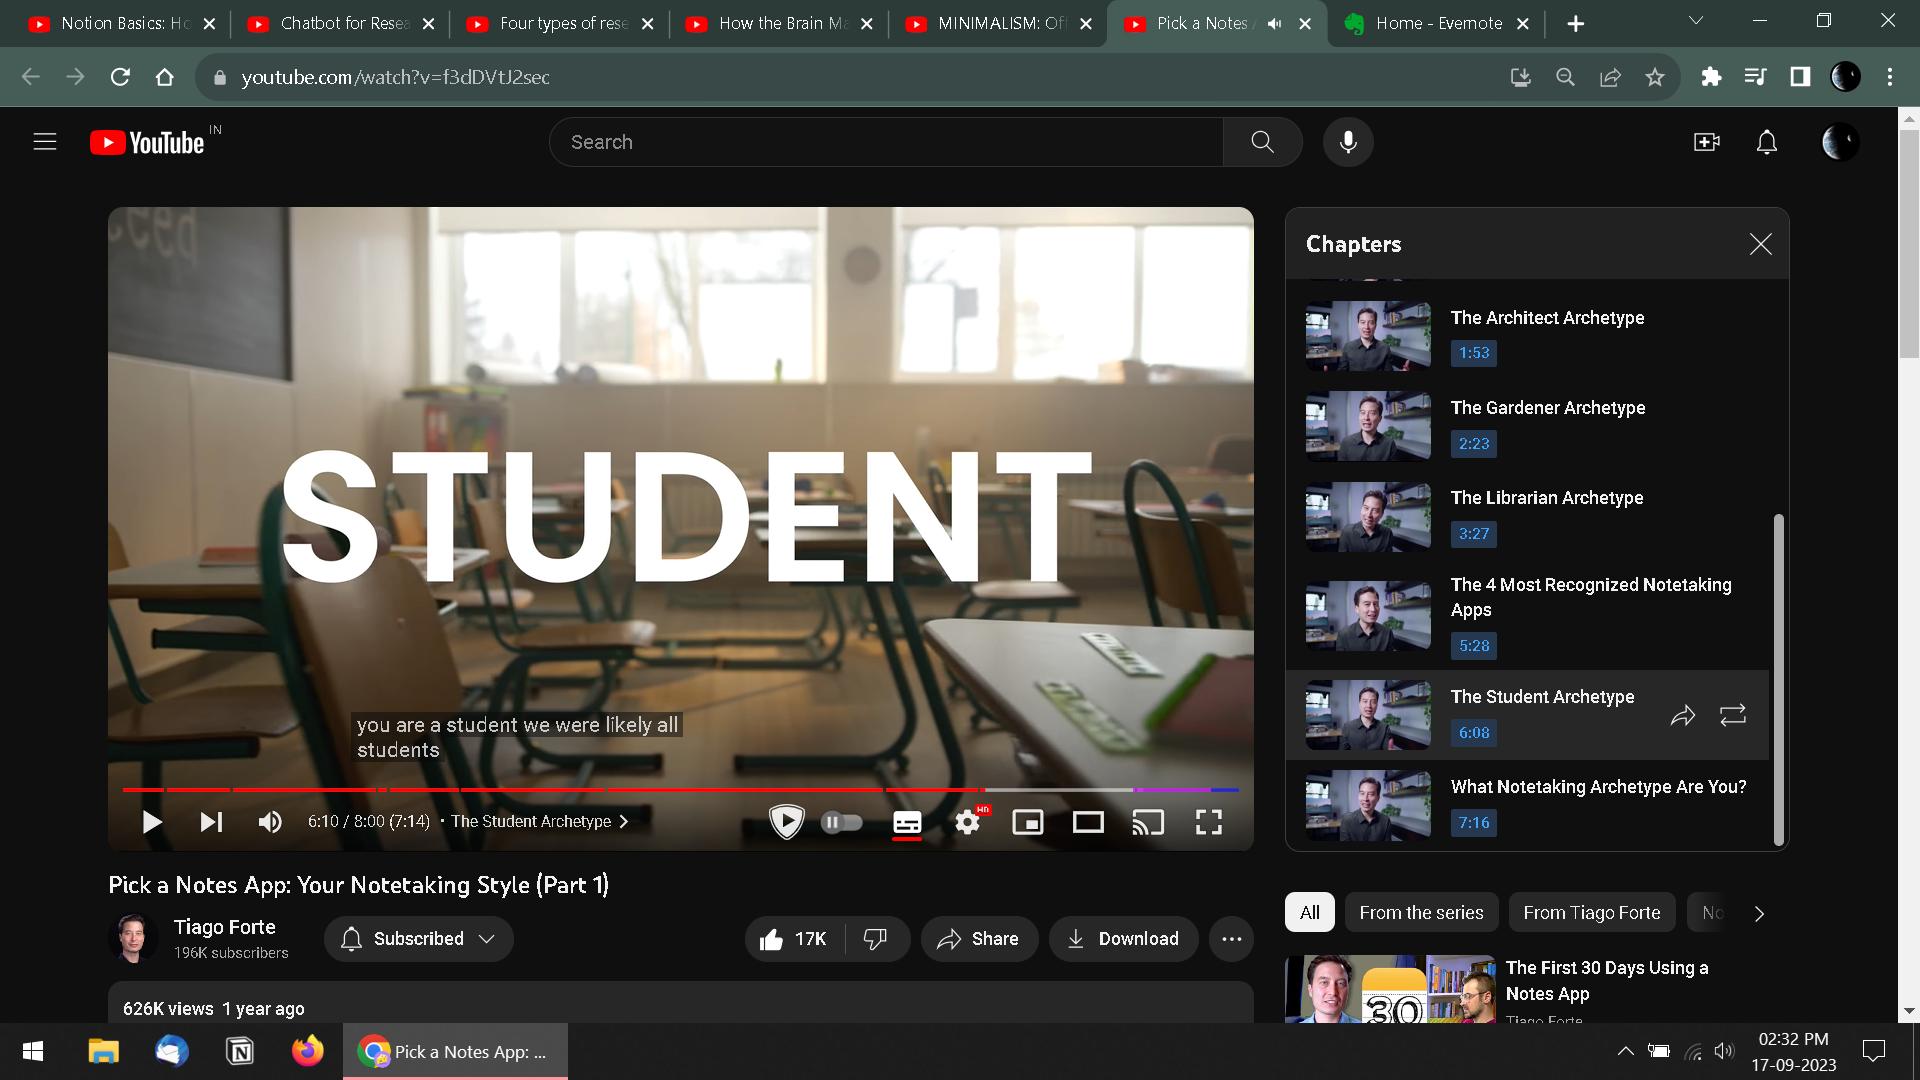 Notion Basics: Ho
Chatbot for Resea
Four types of rese
How the Brain Ma
MINIMALISM: Off
Pick a Notes
Home - Evernote
youtube.com/watch?v=f3dDVtJ2sec
YouTube IN
Search
STUDENT
you are a student we were likely all
students
6:10 / 8:00 (7:14) • The Student Archetype
HD
Chapters
The Architect Archetype
1:53
The Gardener Archetype
2:23
The Librarian Archetype
3:27
The 4 Most Recognized Notetaking
Apps
5:28
The Student Archetype
6:08
What Notetaking Archetype Are You?
7:16
Pick a Notes App: Your Notetaking Style (Part 1)
Tiago Forte
196K subscribers
Subscribed
17K
Share
Download
626K views 1 year ago
All
From the series
From Tiago Forte
No
The First 30 Days Using a
Notes App
Tiago Forte
30
Pick a Notes App: ...
02:32 PM
17-09-2023